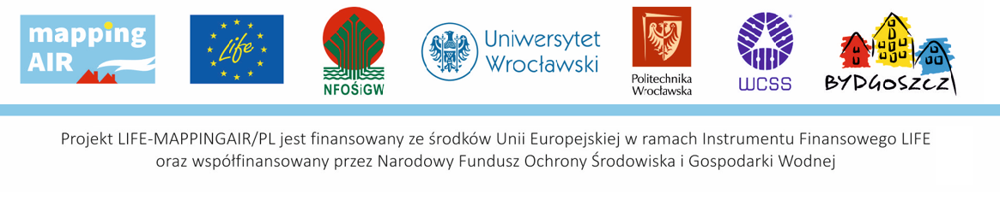 mapping
AIR
Life
NFOŚiGW
Uniwersytet
Wrocławski
Politechnika
Wrocławska
WCSS
BYDGOSZCZ
Projekt LIFE-MAPPINGAIR/PL jest finansowany ze środków Unii Europejskiej w ramach Instrumentu Finansowego LIFE
oraz współfinansowany przez Narodowy Fundusz Ochrony Środowiska i Gospodarki Wodnej